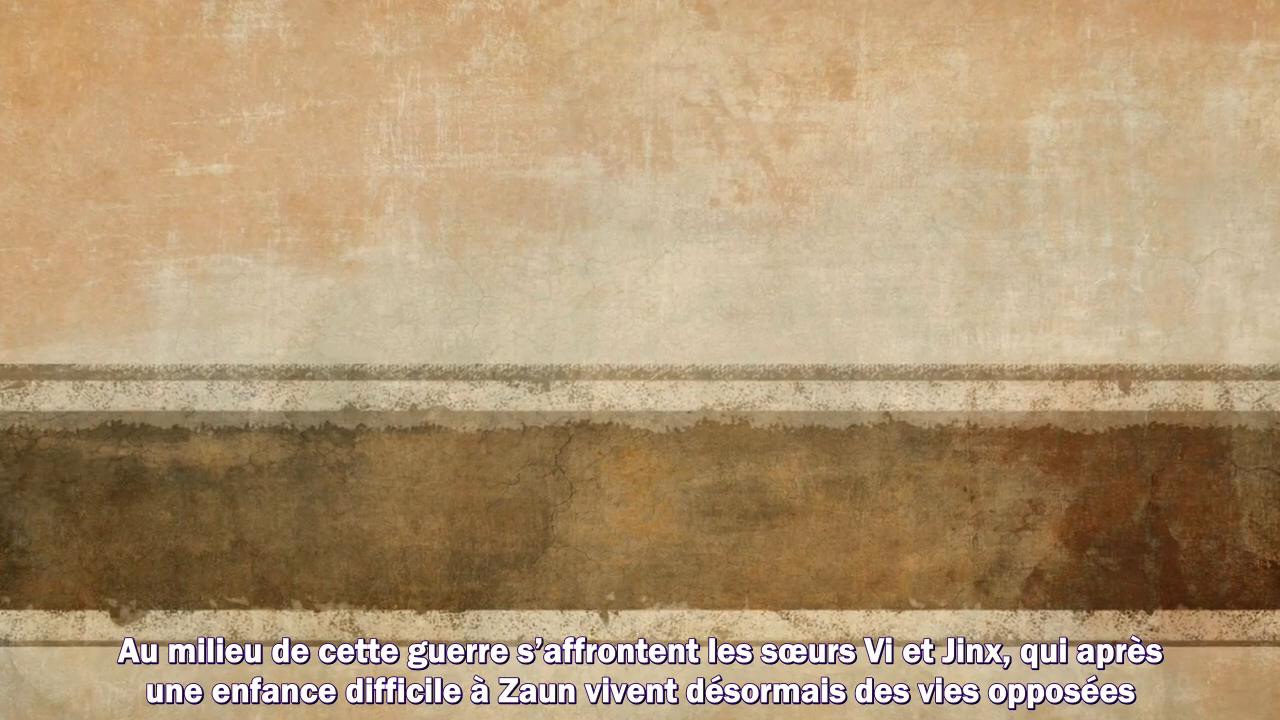 Au milieu de cette guerre s’affrontent les sœurs Vi et Jinx, qui après
une enfance difficile à Zaun vivent désormais des vies opposées